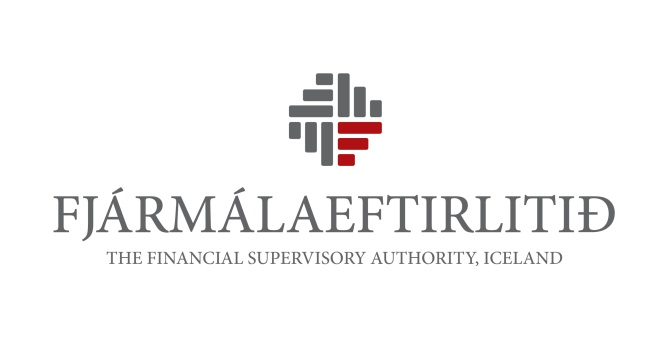 FJÁRMÁLAEFTIRLITIÐ
THE FINANCIAL SUPERVISORY AUTHORITY, ICELAND